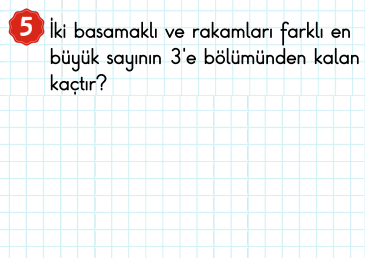 5 İki basamaklı ve rakamları farklı en
büyük sayının 3'e bölümünden kalan
kaçtır?